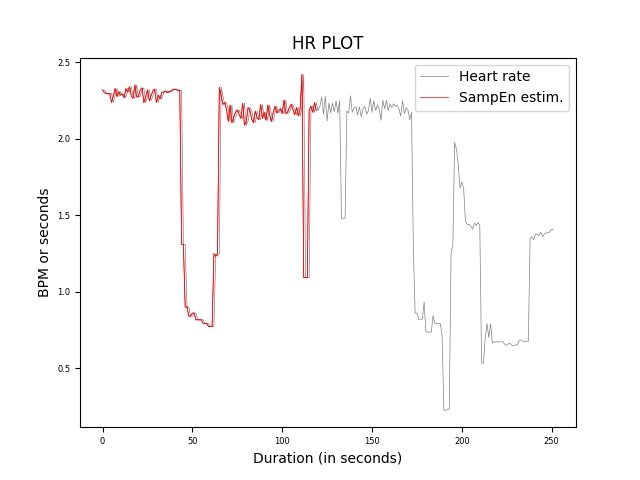 HR PLOT
Heart rate
SampEn estim.
BPM or seconds
2.5
2.0
1.5
1.0
0.5
0 50 100 150 200 250
Duration (in seconds)